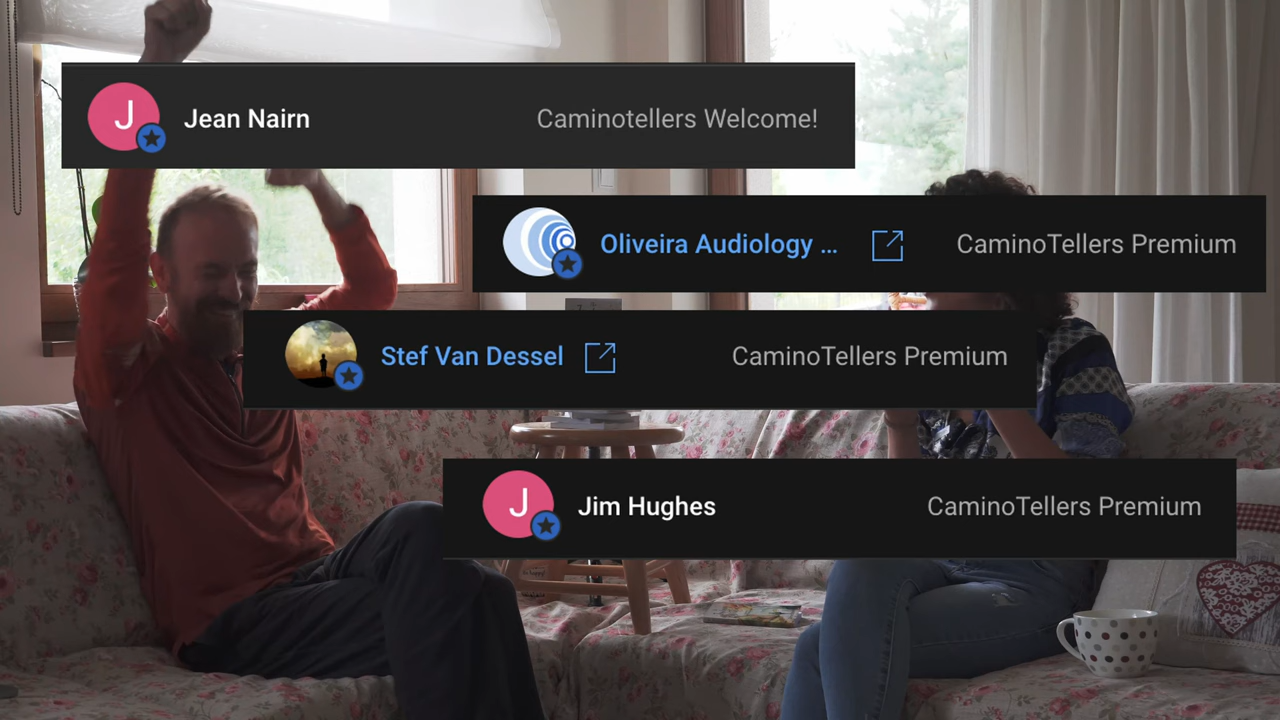 J Jean Nairn Caminotellers Welcome!
Oliveira Audiology ... CaminoTellers Premium
Stef Van Dessel CaminoTellers Premium
J Jim Hughes CaminoTellers Premium